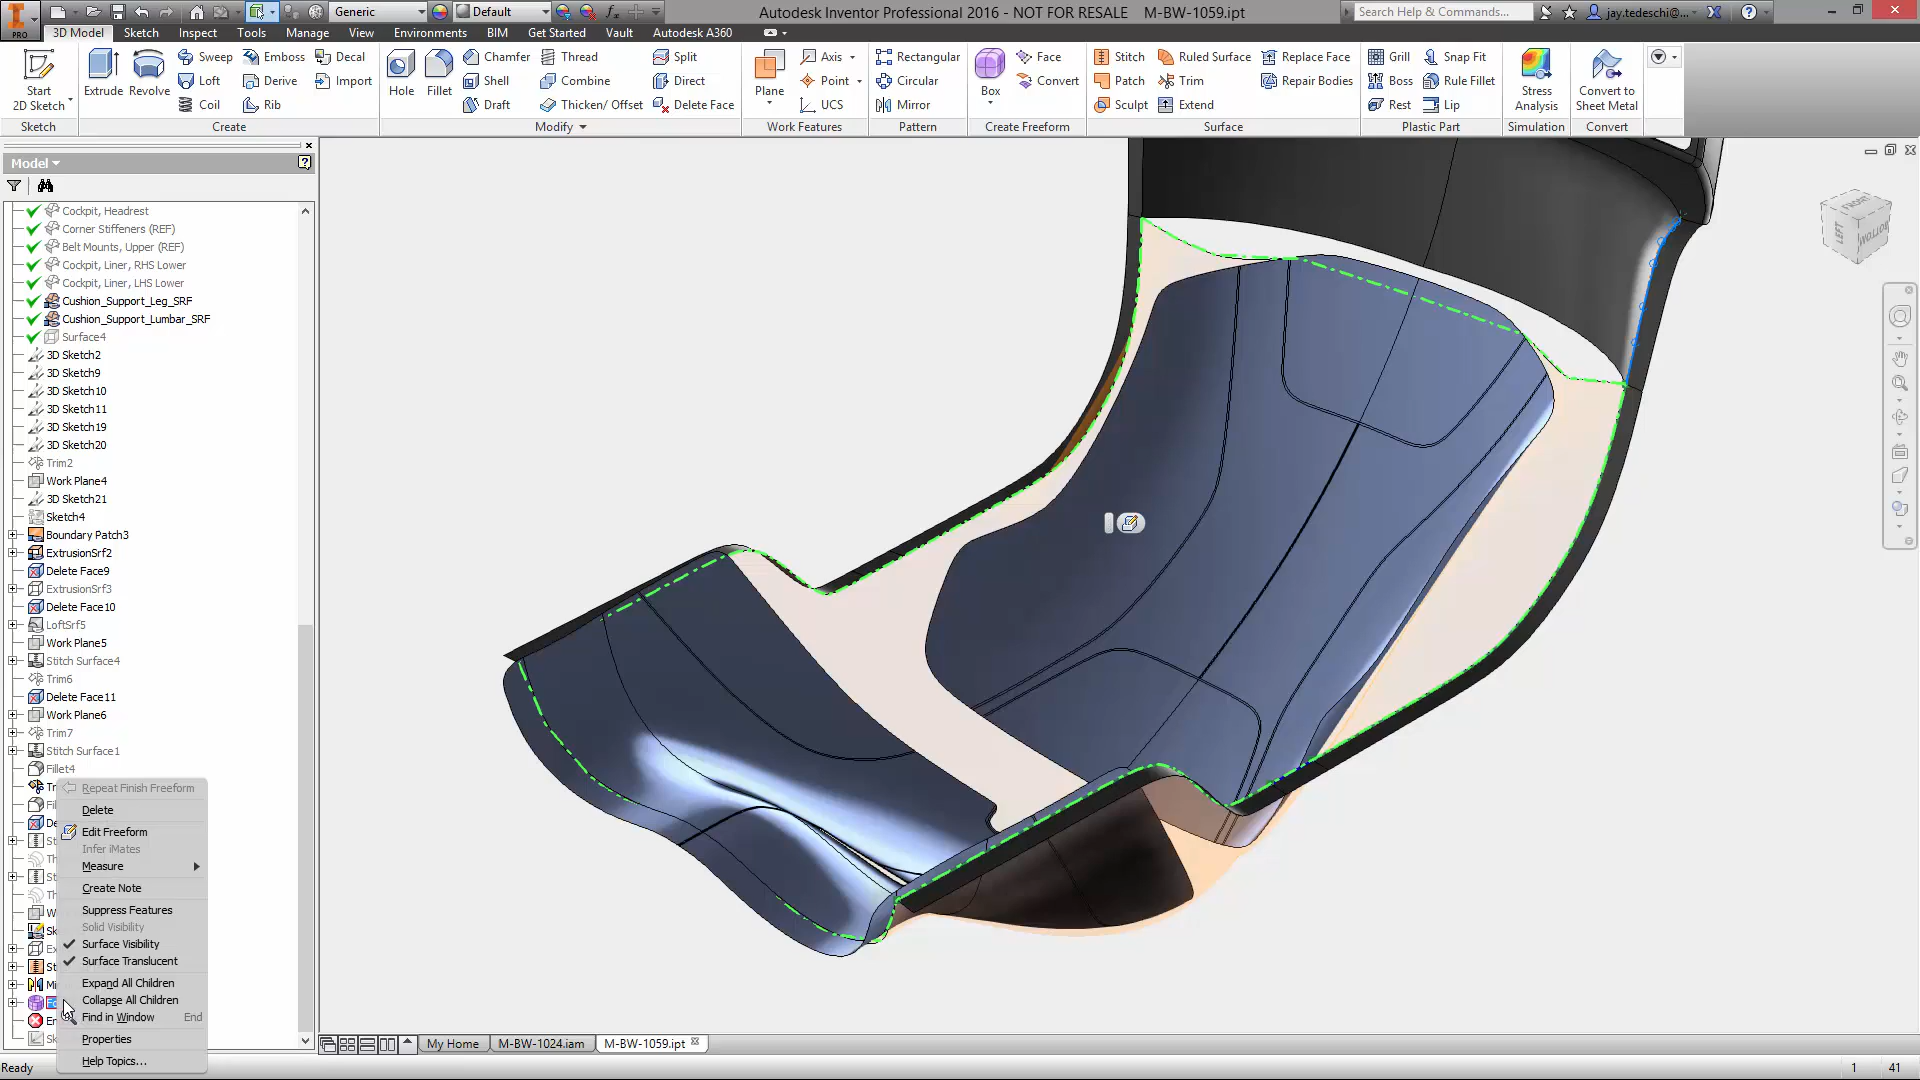 Generic
Default
Autodesk Inventor Professional 2016 - NOT FOR RESALE M-BW-1059.ipt
Search Help & Commands...
jay.tedeschi@...
PRO
3D Model Sketch Inspect Tools Manage View Environments BIM Get Started Vault Autodesk A360
Start
2D Sketch
Extrude
Revolve
Sweep Emboss Decal
Loft Derive Import
Coil Rib
Hole
Fillet
Chamfer Thread Split
Shell Combine Direct
Draft Thicken/ Offset Delete Face
Plane
Axis
Point
UCS
Rectangular
Circular
Mirror
Box
Face
Convert
Stitch Ruled Surface Replace Face
Patch Trim Repair Bodies
Sculpt Extend
Grill Snap Fit
Boss Rule Fillet
Rest Lip
Stress
Analysis
Convert to
Sheet Metal
Sketch Create Modify Work Features Pattern Create Freeform Surface Plastic Part Simulation Convert
Model
Cockpit, Headrest
Corner Stiffeners (REF)
Belt Mounts, Upper (REF)
Cockpit, Liner, RHS Lower
Cockpit, Liner, LHS Lower
Cushion_Support_Leg_SRF
Cushion_Support_Lumbar_SRF
Surface4
3D Sketch2
3D Sketch9
3D Sketch10
3D Sketch11
3D Sketch19
3D Sketch20
Trim2
Work Plane4
3D Sketch21
Sketch4
Boundary Patch3
ExtrusionSrf2
Delete Face9
ExtrusionSrf3
Delete Face10
LoftSrf5
Work Plane5
Stitch Surface4
Trim6
Delete Face11
Work Plane6
Trim7
Stitch Surface1
Fillet4
Repeat Finish Freeform
Delete
Edit Freeform
Infer iMates
Measure
Create Note
Suppress Features
Solid Visibility
Surface Visibility
Surface Translucent
Expand All Children
Collapse All Children
Find in Window End
Properties
Help Topics...
FRONT
LEFT
BOTTOM
My Home M-BW-1024.iam M-BW-1059.ipt
Ready
1 41